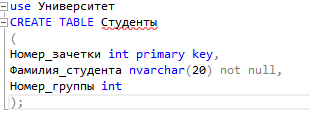 use Университет
CREATE TABLE Студенты
(
Номер_зачетки int primary key,
Фамилия_студента nvarchar(20) not null,
Номер_группы int
);